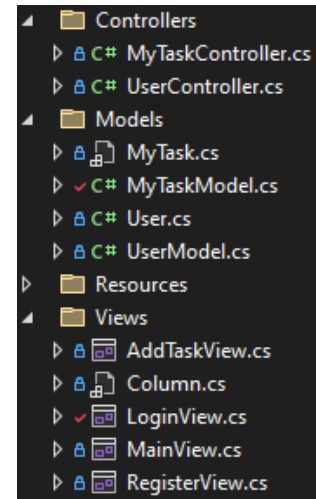 Controllers
C# MyTaskController.cs
C# UserController.cs
Models
MyTask.cs
C# MyTaskModel.cs
C# User.cs
C# UserModel.cs
Resources
Views
AddTaskView.cs
Column.cs
LoginView.cs
MainView.cs
RegisterView.cs